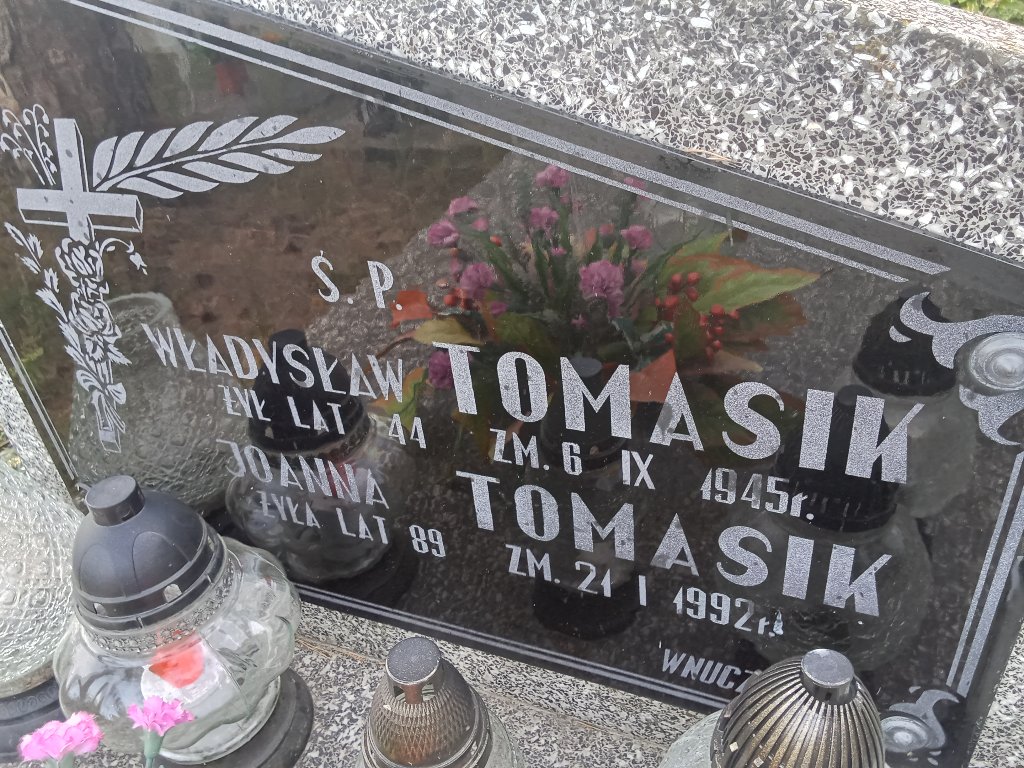 Ś. P.
WŁADYSŁAW TOMASIK
ŻYŁ LAT 44 ZM. 6 IX 1945r.
JOANNA TOMASIK
ŻYŁA LAT 89 ZM. 21 I 1992r.